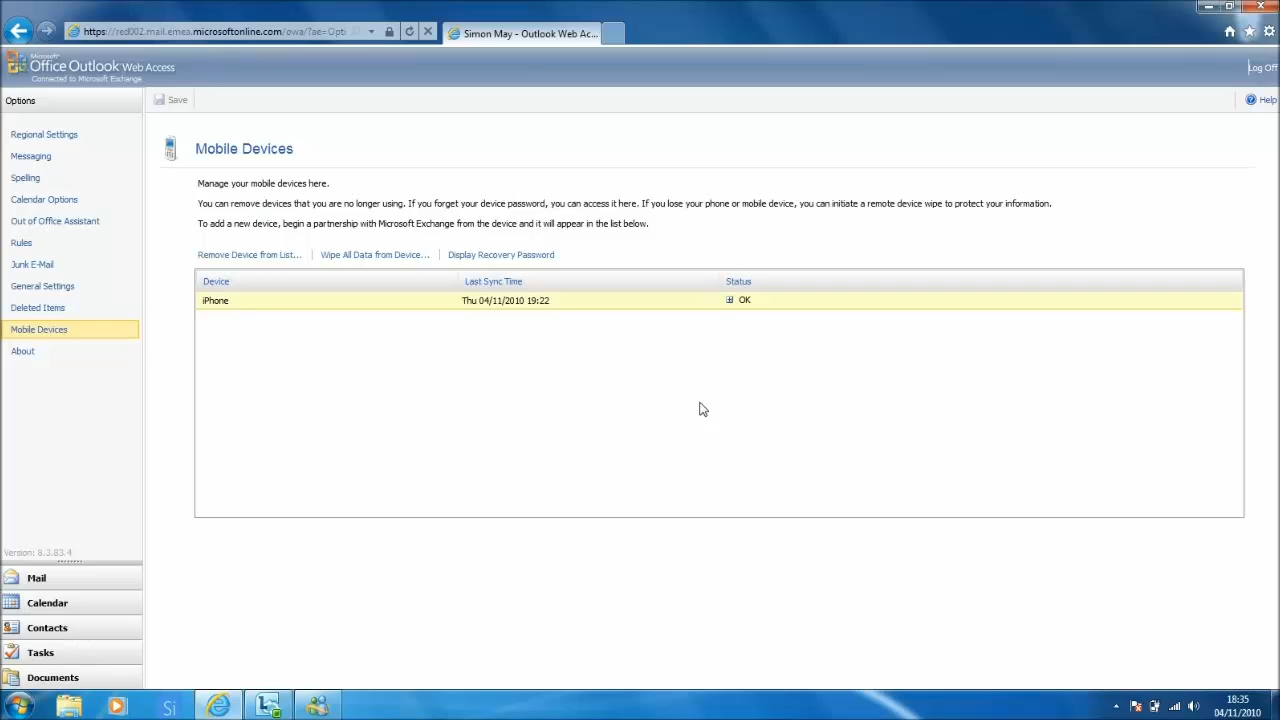 https://red002.mail.emea.microsoftonline.com/owa/?ae=Opti
Simon May - Outlook Web Ac...
Microsoft
Office Outlook Web Access
Connected to Microsoft Exchange
Log Off
Options
Save
Help
Regional Settings
Messaging
Spelling
Calendar Options
Out of Office Assistant
Rules
Junk E-Mail
General Settings
Deleted Items
Mobile Devices
About
Mobile Devices
Manage your mobile devices here.
You can remove devices that you are no longer using. If you forget your device password, you can access it here. If you lose your phone or mobile device, you can initiate a remote device wipe to protect your information.
To add a new device, begin a partnership with Microsoft Exchange from the device and it will appear in the list below.
Remove Device from List... | Wipe All Data from Device... | Display Recovery Password
Device Last Sync Time Status
iPhone Thu 04/11/2010 19:22 OK
Version: 8.3.83.4
Mail
Calendar
Contacts
Tasks
Documents
Si
18:35
04/11/2010